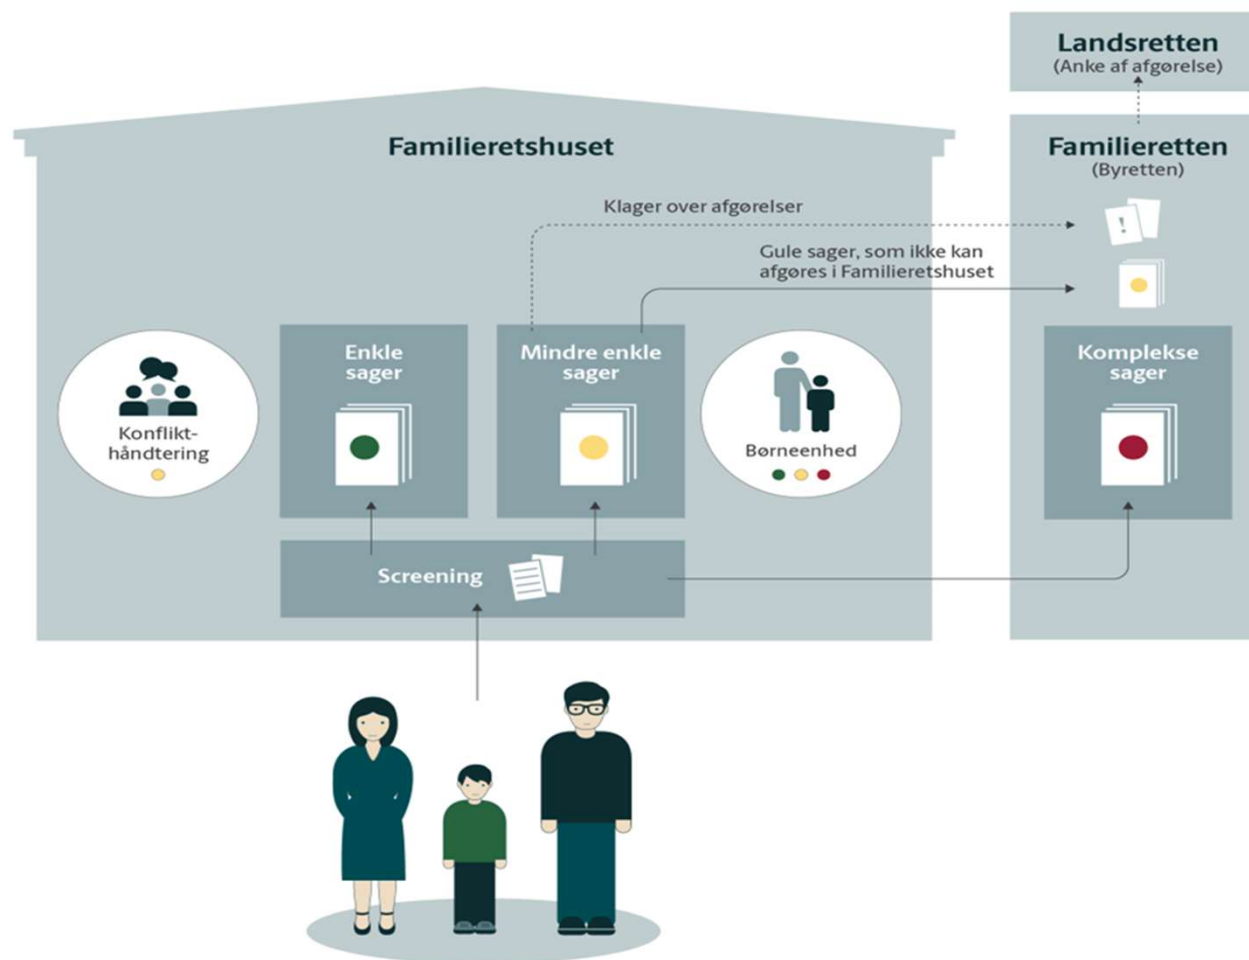 Landsretten
(Anke af afgørelse)
Familieretshuset
Familieretten
(Byretten)
Klager over afgørelser
!
Gule sager, som ikke kan
afgøres i Familieretshuset
Konflikt-
håndtering
Enkle
sager
Mindre enkle
sager
Børneenhed
Komplekse
sager
Screening